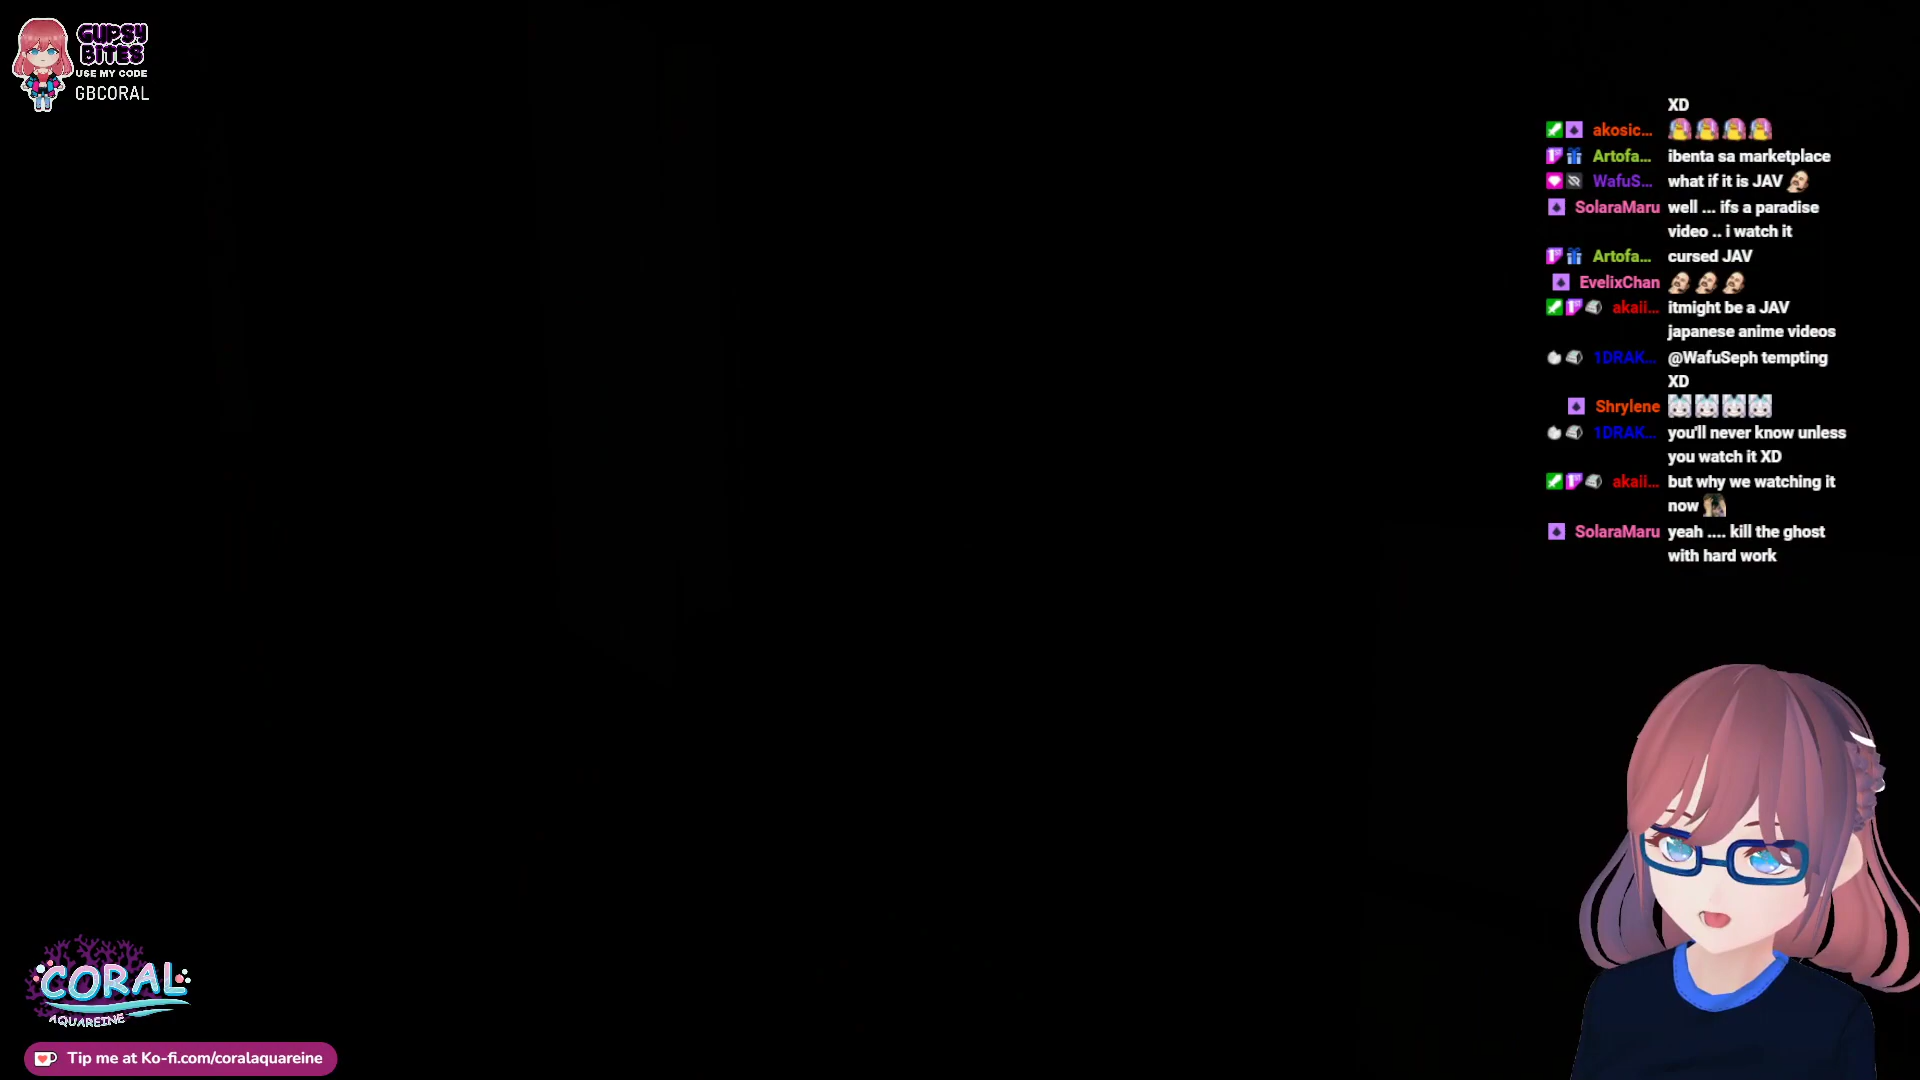 GUPSY
BITES
USE MY CODE
GBCORAL
XD
akosic...
Artofa... ibenta sa marketplace
WafuS... what if it is JAV
SolaraMaru well ... ifs a paradise
video .. i watch it
Artofa... cursed JAV
EvelixChan
akaii... itmight be a JAV
japanese anime videos
1DRAK... @WafuSeph tempting
XD
Shrylene
1DRAK... you'll never know unless
you watch it XD
akaii... but why we watching it
now
SolaraMaru yeah .... kill the ghost
with hard work
CORAL
AQUAREINE
Tip me at Ko-fi.com/coralaquareine